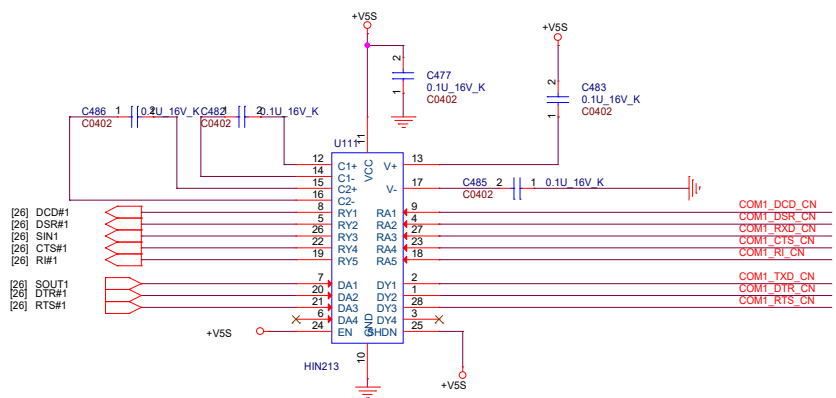 +V5S
+V5S
2
1
C477
0.1U_16V_K
C0402
2
1
C483
0.1U_16V_K
C0402
C486
1
2
0.1U_16V_K
C0402
C482
1
2
0.1U_16V_K
C0402
U111
11
VCC
12 C1+ V+ 13
14 C1-
15 C2+ V- 17
16 C2-
C485 2 1 0.1U_16V_K
C0402
[26] DCD#1 8 RY1 RA1 9 COM1_DCD_CN
[26] DSR#1 5 RY2 RA2 4 COM1_DSR_CN
[26] SIN1 26 RY3 RA3 27 COM1_RXD_CN
[26] CTS#1 22 RY4 RA4 23 COM1_CTS_CN
[26] RI#1 19 RY5 RA5 18 COM1_RI_CN
[26] SOUT1 7 DA1 DY1 2 COM1_TXD_CN
[26] DTR#1 20 DA2 DY2 1 COM1_DTR_CN
[26] RTS#1 21 DA3 DY3 28 COM1_RTS_CN
6 DA4 DY4 3
+V5S 24 EN SHDN 25
GND
10
HIN213
+V5S